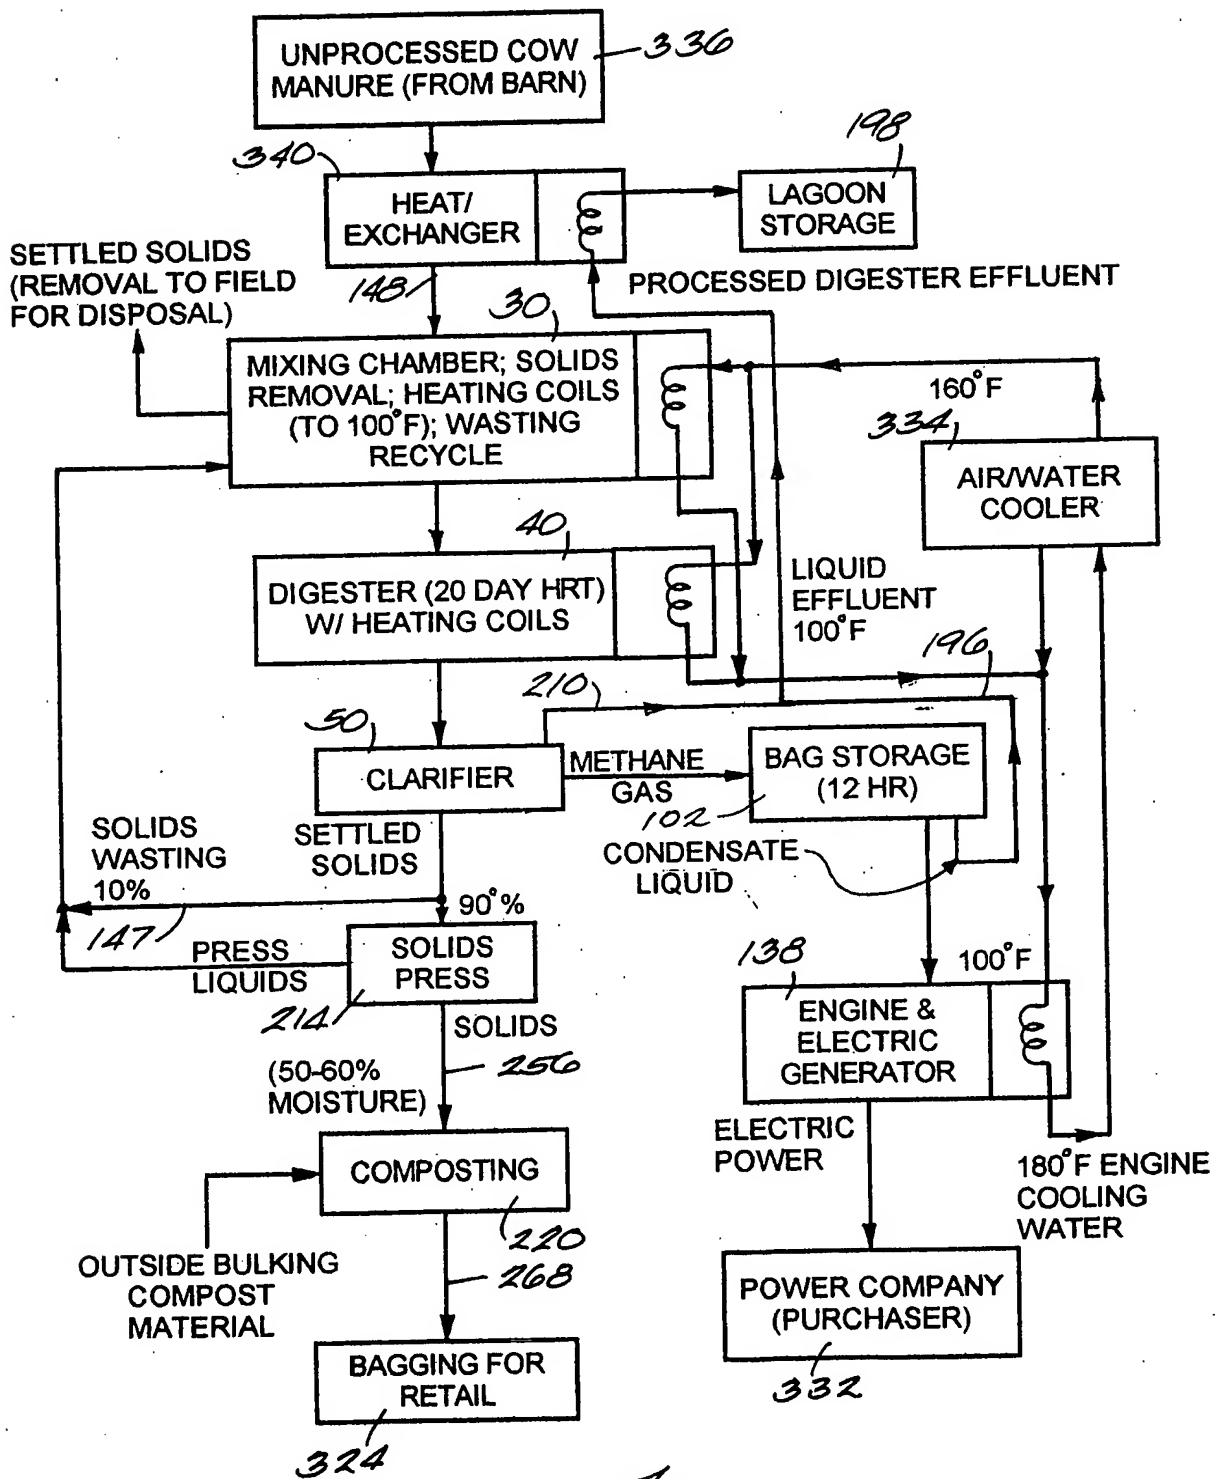 UNPROCESSED COW
MANURE (FROM BARN)
336
340
HEAT/
EXCHANGER
198
LAGOON
STORAGE
SETTLED SOLIDS
(REMOVAL TO FIELD
FOR DISPOSAL)
148
30
PROCESSED DIGESTER EFFLUENT
MIXING CHAMBER; SOLIDS
REMOVAL; HEATING COILS
(TO 100°F); WASTING
RECYCLE
160°F
334
AIR/WATER
COOLER
40
DIGESTER (20 DAY HRT)
W/ HEATING COILS
LIQUID
EFFLUENT
100°F
196
210
50
CLARIFIER
METHANE
GAS
BAG STORAGE
(12 HR)
102
SETTLED
SOLIDS
CONDENSATE
LIQUID
SOLIDS
WASTING
10%
90°%
147
PRESS
LIQUIDS
SOLIDS
PRESS
214
SOLIDS
138
100°F
ENGINE &
ELECTRIC
GENERATOR
(50-60%
MOISTURE)
256
ELECTRIC
POWER
180°F ENGINE
COOLING
WATER
COMPOSTING
220
OUTSIDE BULKING
COMPOST
MATERIAL
268
POWER COMPANY
(PURCHASER)
332
BAGGING FOR
RETAIL
324